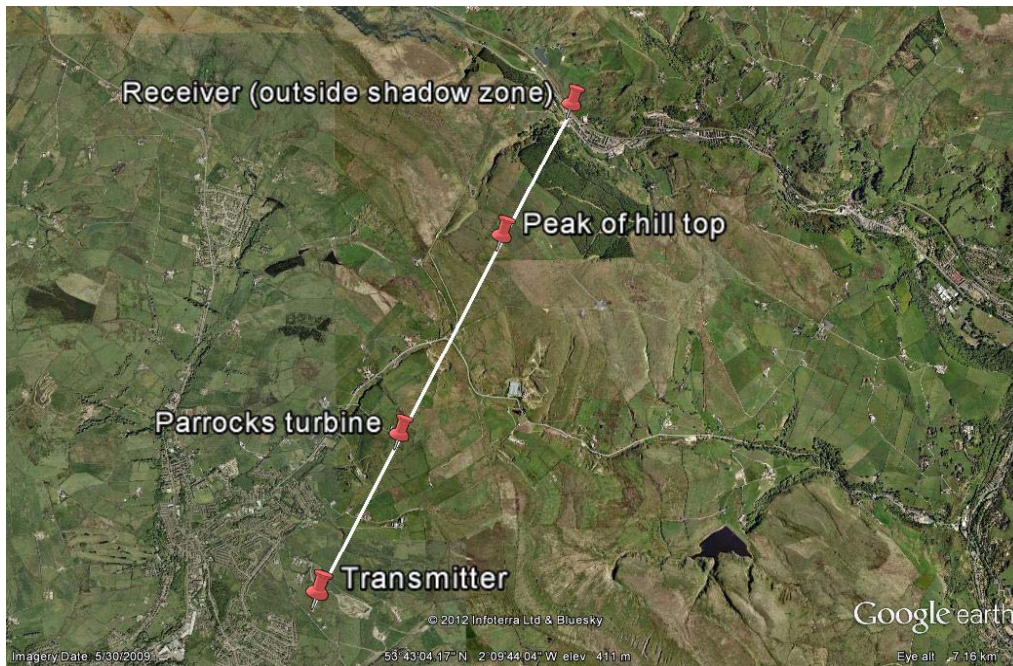 Receiver (outside shadow zone)
Peak of hill top
Parrocks turbine
Transmitter
© 2012 Infoterra Ltd & Bluesky
Google earth
Imagery Date: 5/30/2009
53°43'04.17" N 2°09'44.04" W elev 411 m
Eye alt 7.16 km